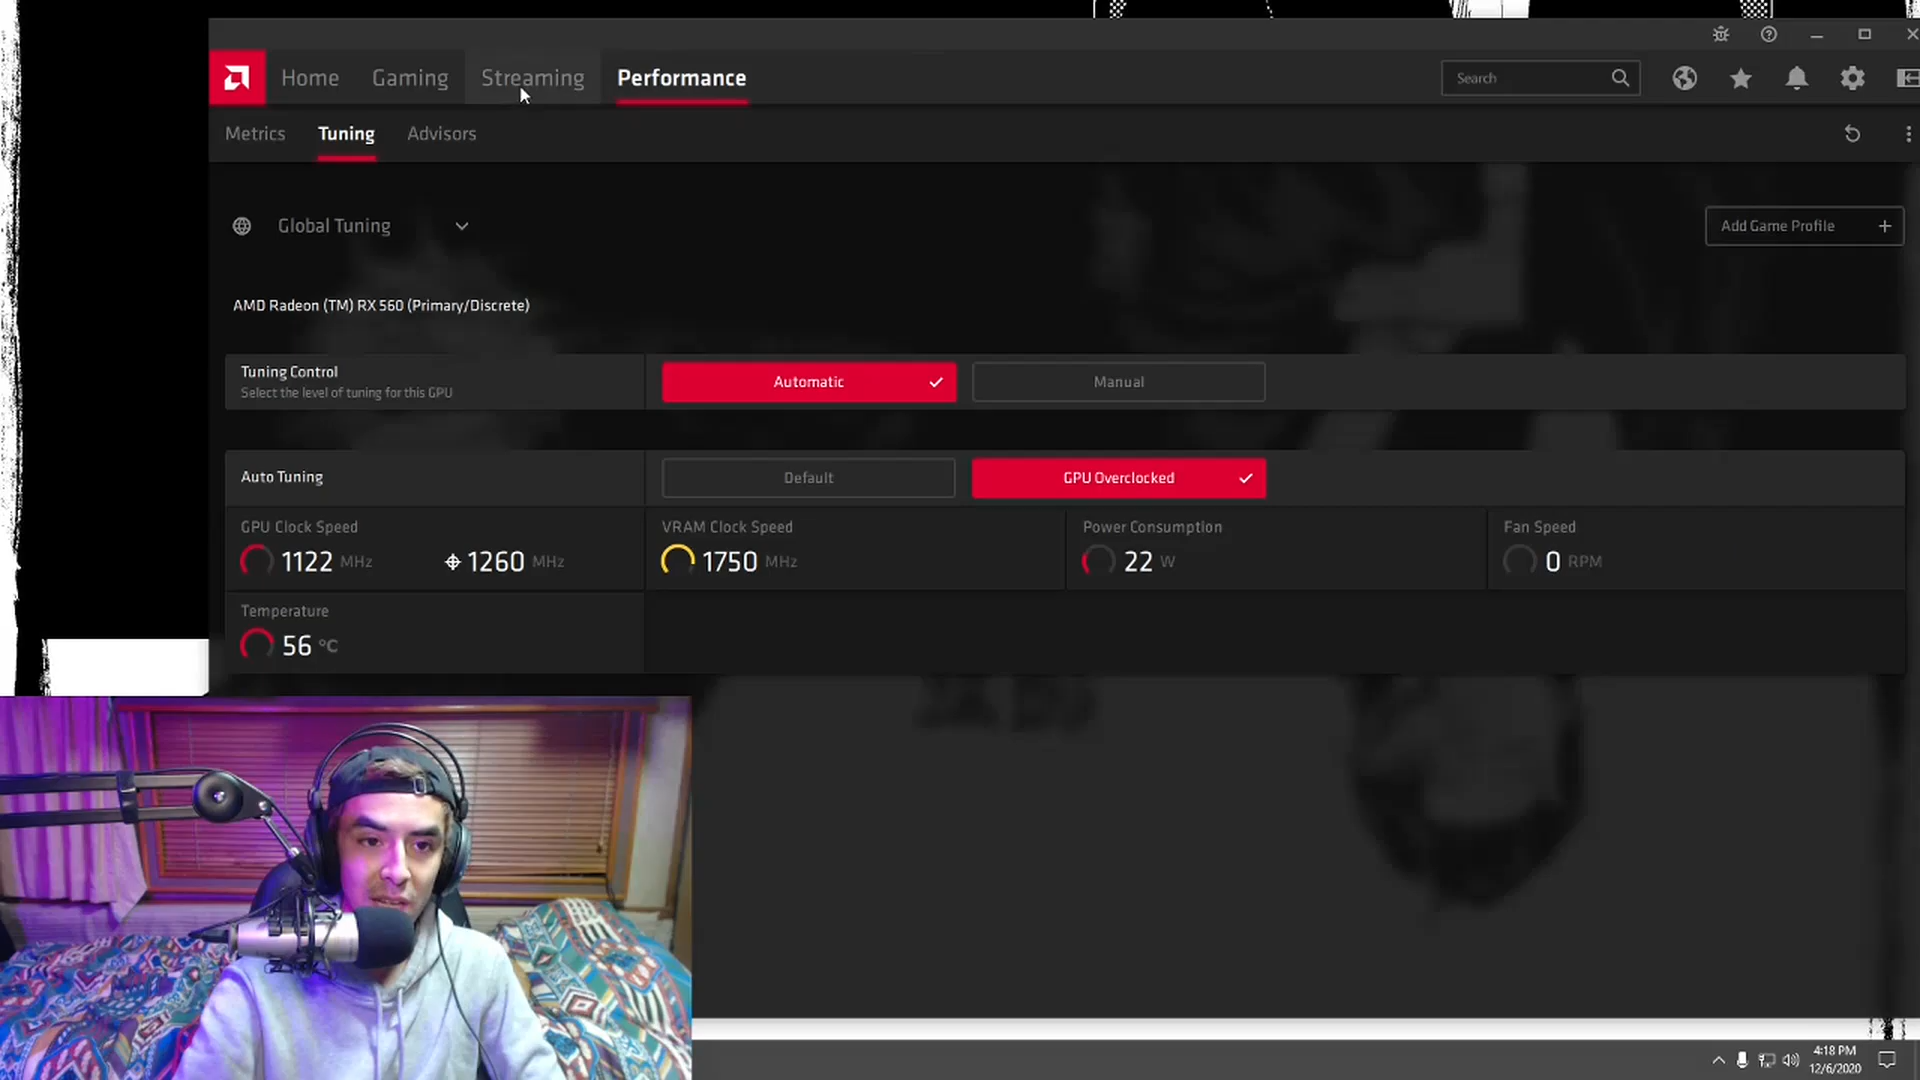 Home Gaming Streaming Performance
Search
Metrics Tuning Advisors
Global Tuning
Add Game Profile +
AMD Radeon (TM) RX 560 (Primary/Discrete)
Tuning Control
Select the level of tuning for this GPU
Automatic
Manual
Auto Tuning
Default
GPU Overclocked
GPU Clock Speed
1122 MHz
1260 MHz
VRAM Clock Speed
1750 MHz
Power Consumption
22 W
Fan Speed
0 RPM
Temperature
56 °C
4:18 PM
12/6/2020